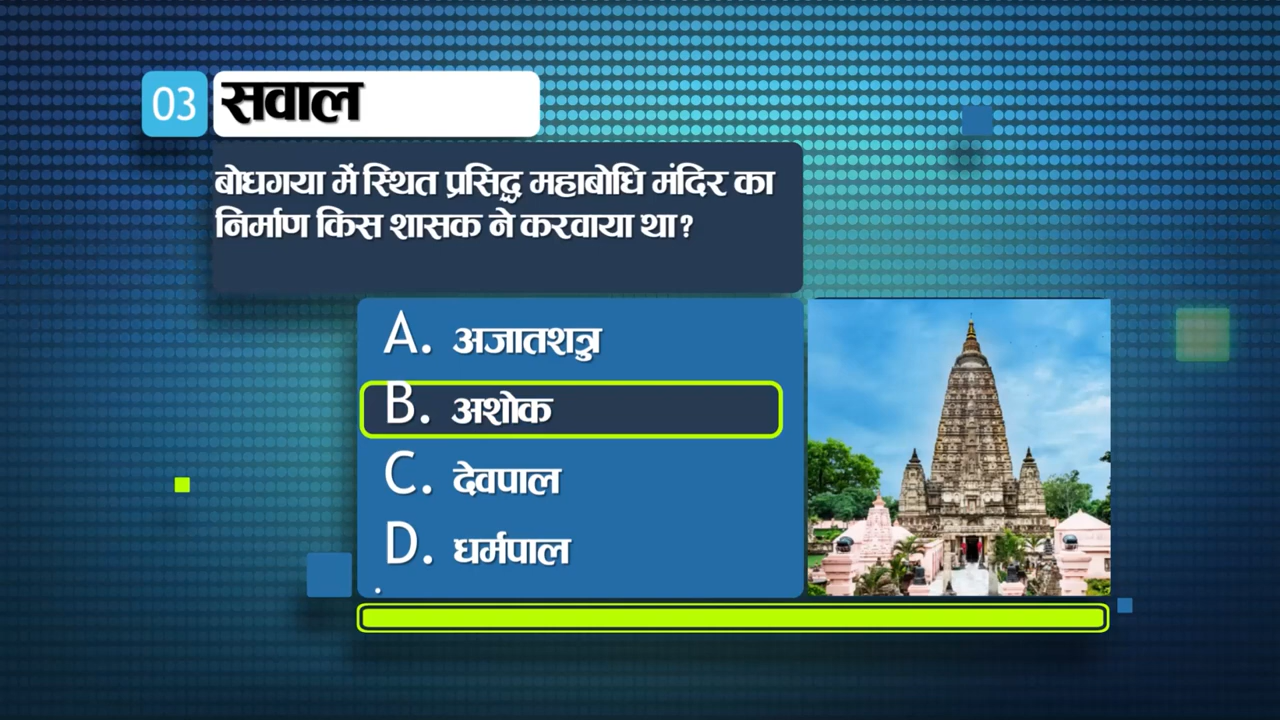 03 सवाल
बोधगया में स्थित प्रसिद्ध महाबोधि मंदिर का
निर्माण किस शासक ने करवाया था?
A. अजातशत्रु
B. अशोक
C. देवपाल
D. धर्मपाल
.